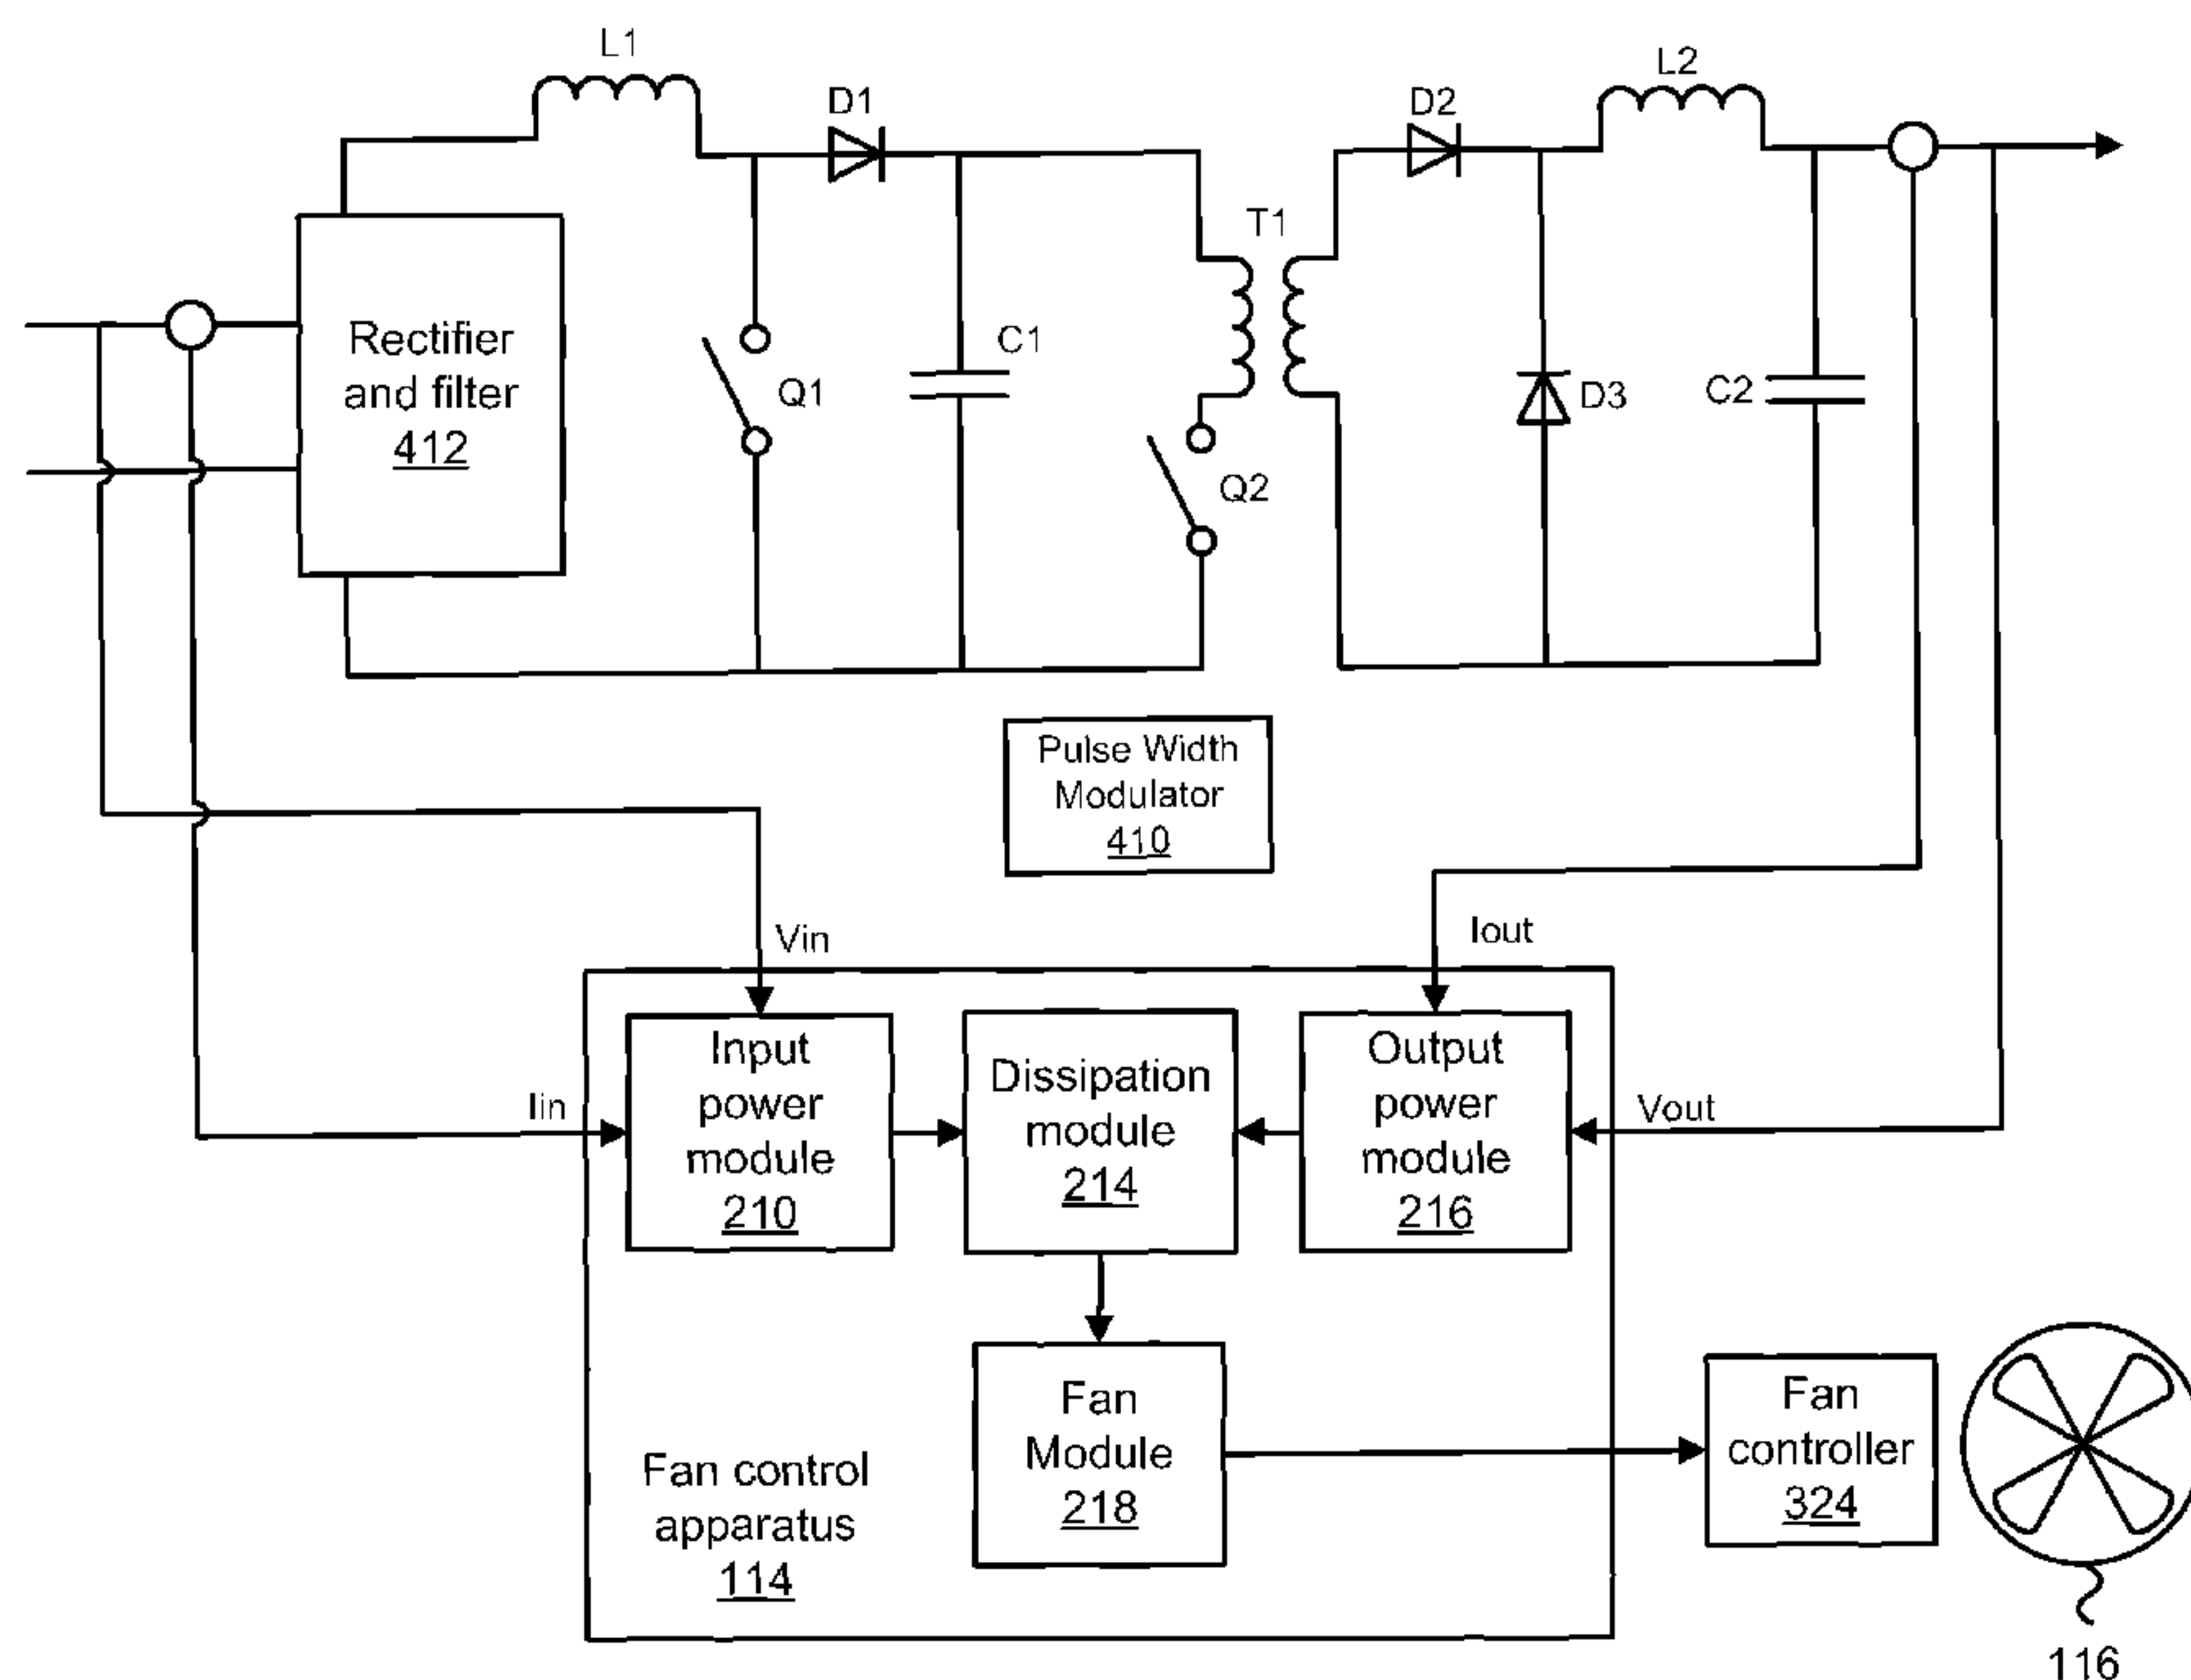 L1
L2
D1
D2
T1
Rectifier
and filter
412
Q1
C1
D3
C2
Q2
Pulse Width
Modulator
410
Vin
Iout
Iin
Input
power
module
210
Dissipation
module
214
Output
power
module
216
Vout
Fan
Module
218
Fan control
apparatus
114
Fan
controller
324
116